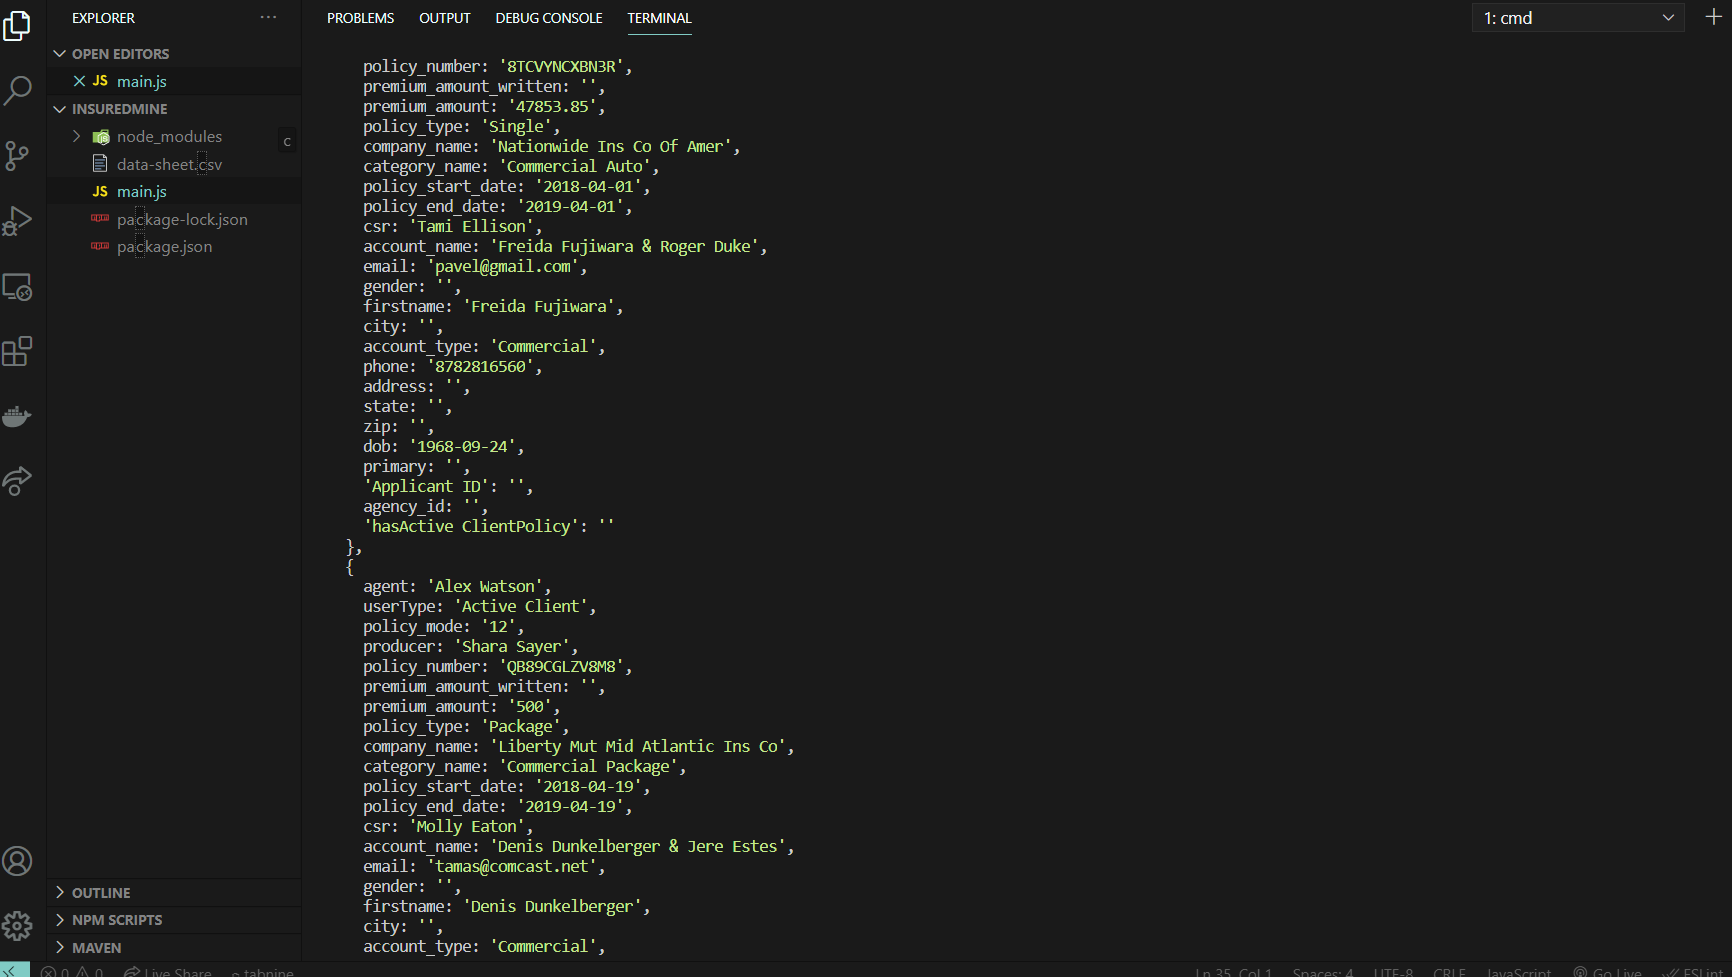 EXPLORER ···
OPEN EDITORS
JS main.js
INSUREDMINE
node_modules c
data-sheet.csv
JS main.js
package-lock.json
package.json
OUTLINE
NPM SCRIPTS
MAVEN
PROBLEMS OUTPUT DEBUG CONSOLE TERMINAL 1: cmd
policy_number: '8TCVYNCXBN3R',
premium_amount_written: '',
premium_amount: '47853.85',
policy_type: 'Single',
company_name: 'Nationwide Ins Co Of Amer',
category_name: 'Commercial Auto',
policy_start_date: '2018-04-01',
policy_end_date: '2019-04-01',
csr: 'Tami Ellison',
account_name: 'Freida Fujiwara & Roger Duke',
email: 'pavel@gmail.com',
gender: '',
firstname: 'Freida Fujiwara',
city: '',
account_type: 'Commercial',
phone: '8782816560',
address: '',
state: '',
zip: '',
dob: '1968-09-24',
primary: '',
'Applicant ID': '',
agency_id: '',
'hasActive ClientPolicy': ''
},
{
agent: 'Alex Watson',
userType: 'Active Client',
policy_mode: '12',
producer: 'Shara Sayer',
policy_number: 'QB89CGLZV8M8',
premium_amount_written: '',
premium_amount: '500',
policy_type: 'Package',
company_name: 'Liberty Mut Mid Atlantic Ins Co',
category_name: 'Commercial Package',
policy_start_date: '2018-04-19',
policy_end_date: '2019-04-19',
csr: 'Molly Eaton',
account_name: 'Denis Dunkelberger & Jere Estes',
email: 'tamas@comcast.net',
gender: '',
firstname: 'Denis Dunkelberger',
city: '',
account_type: 'Commercial',
0 0 Live Share tabnine Ln 35, Col 1 Spaces: 4 UTF-8 CRLF JavaScript Go Live ESLint